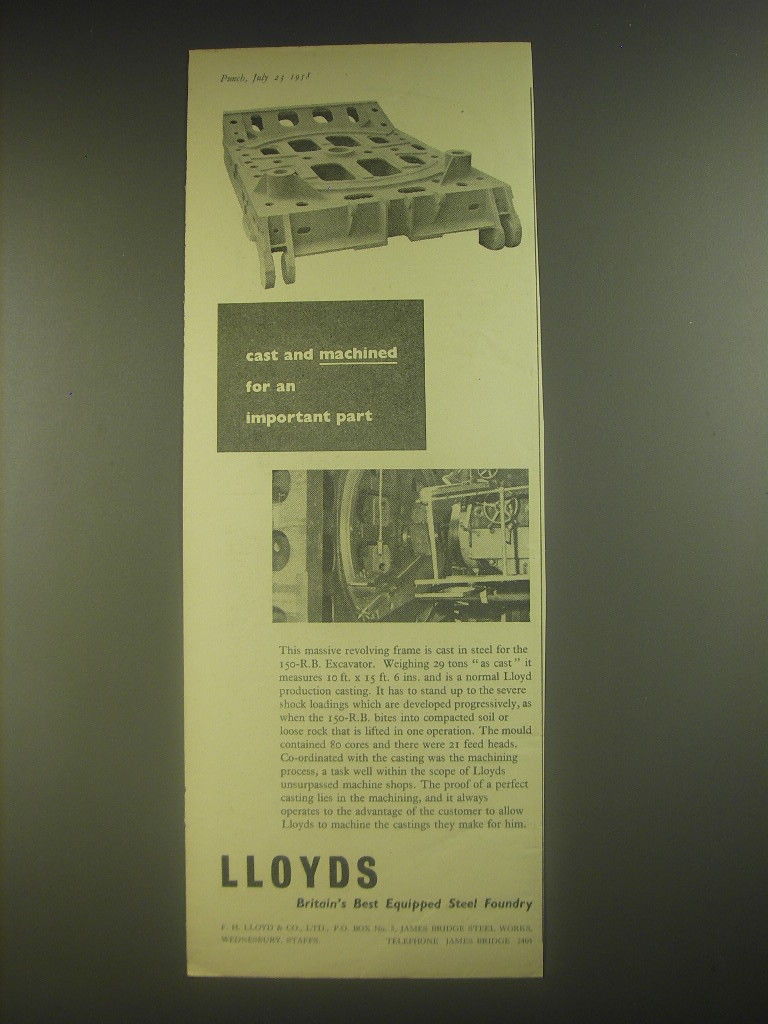 Punch, July 23 1958
cast and machined
for an
important part
This massive revolving frame is cast in steel for the
150-R.B. Excavator. Weighing 29 tons "as cast" it
measures 10 ft. x 15 ft. 6 ins. and is a normal Lloyd
production casting. It has to stand up to the severe
shock loadings which are developed progressively, as
when the 150-R.B. bites into compacted soil or
loose rock that is lifted in one operation. The mould
contained 80 cores and there were 21 feed heads.
Co-ordinated with the casting was the machining
process, a task well within the scope of Lloyds
unsurpassed machine shops. The proof of a perfect
casting lies in the machining, and it always
operates to the advantage of the customer to allow
Lloyds to machine the castings they make for him.
LLOYDS
Britain's Best Equipped Steel Foundry
F. H. LLOYD & CO., LTD., P.O. BOX No. 5, JAMES BRIDGE STEEL WORKS,
WEDNESBURY, STAFFS. TELEPHONE JAMES BRIDGE 2401